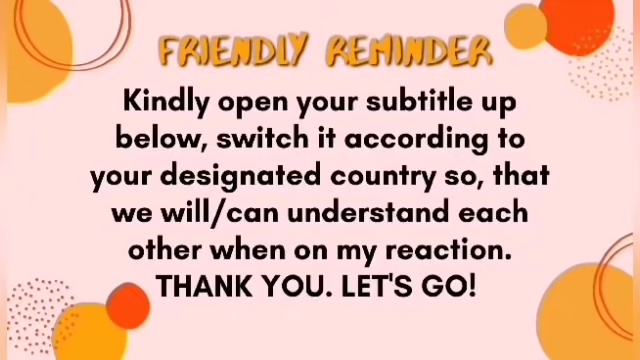 FRIENDLY REMINDER
Kindly open your subtitle up
below, switch it according to
your designated country so, that
we will/can understand each
other when on my reaction.
THANK YOU. LET'S GO!